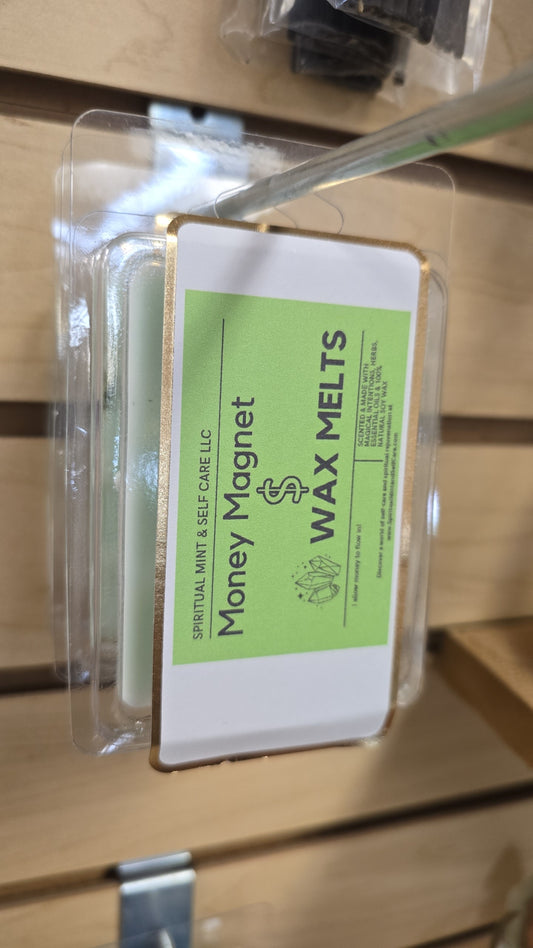 SPIRITUAL MINT & SELF CARE LLC
Money Magnet
$
WAX MELTS
I allow money to flow in!
SCENTED & MADE WITH
MAGICAL INTENTIONS, HERBS,
ESSENTIAL OILS & 100%
NATURAL SOY WAX
Discover a world of self-care and spiritual rejuvenation at